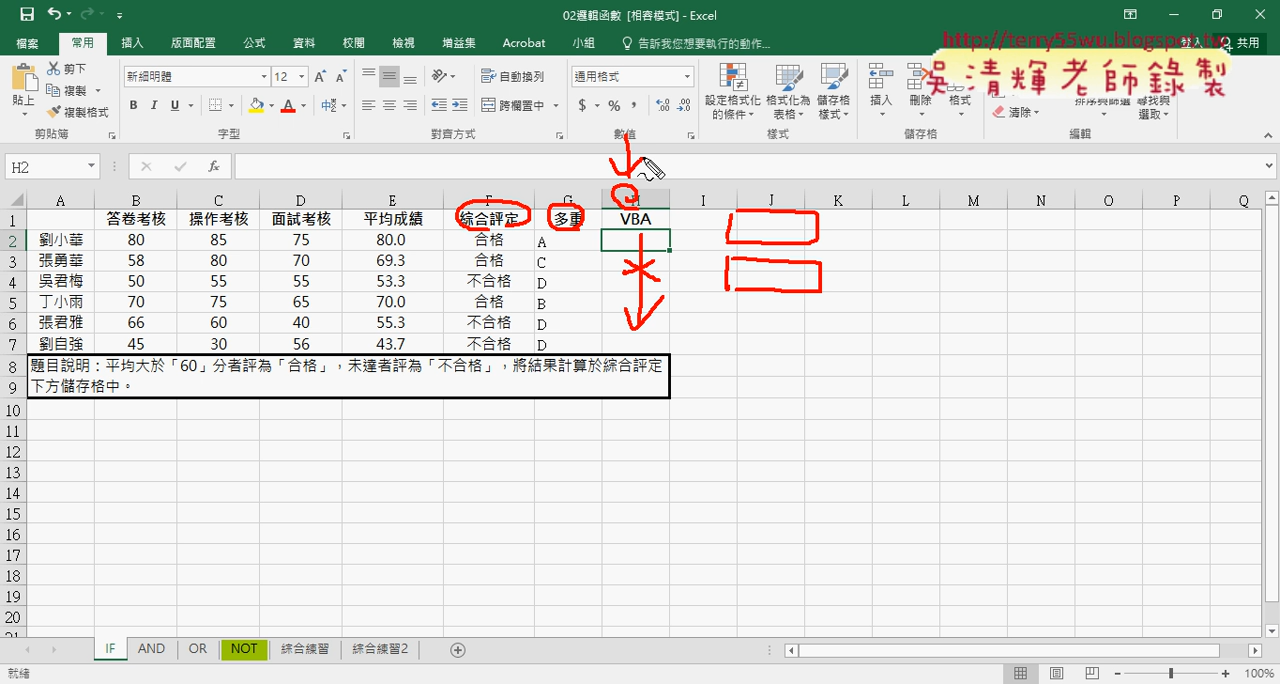 02邏輯函數 [相容模式] - Excel
檔案 常用 插入 版面配置 公式 資料 校閱 檢視 增益集 Acrobat 小組 告訴我您想要執行的動作... 登入 共用
http://terry55wu.blogspot.tw
吳清輝老師錄製
貼上 剪下 複製 複製格式 剪貼簿
新細明體 12 B I U 字型
自動換列 跨欄置中 對齊方式
通用格式 $ % , 數值
設定格式化的條件 格式化為表格 儲存格樣式 樣式
插入 刪除 格式 儲存格
清除 排序與篩選 尋找與選取 編輯
H2 fx
A B C D E F G H I J K L M N O P Q
1 答卷考核 操作考核 面試考核 平均成績 綜合評定 多重 VBA
2 劉小華 80 85 75 80.0 合格 A
3 張勇華 58 80 70 69.3 合格 C
4 吳君梅 50 55 55 53.3 不合格 D
5 丁小雨 70 75 65 70.0 合格 B
6 張君雅 66 60 40 55.3 不合格 D
7 劉自強 45 30 56 43.7 不合格 D
8 題目說明：平均大於「60」分者評為「合格」，未達者評為「不合格」，將結果計算於綜合評定
9 下方儲存格中。
10
11
12
13
14
15
16
17
18
19
20
21
IF AND OR NOT 綜合練習 綜合練習2
就緒 100%